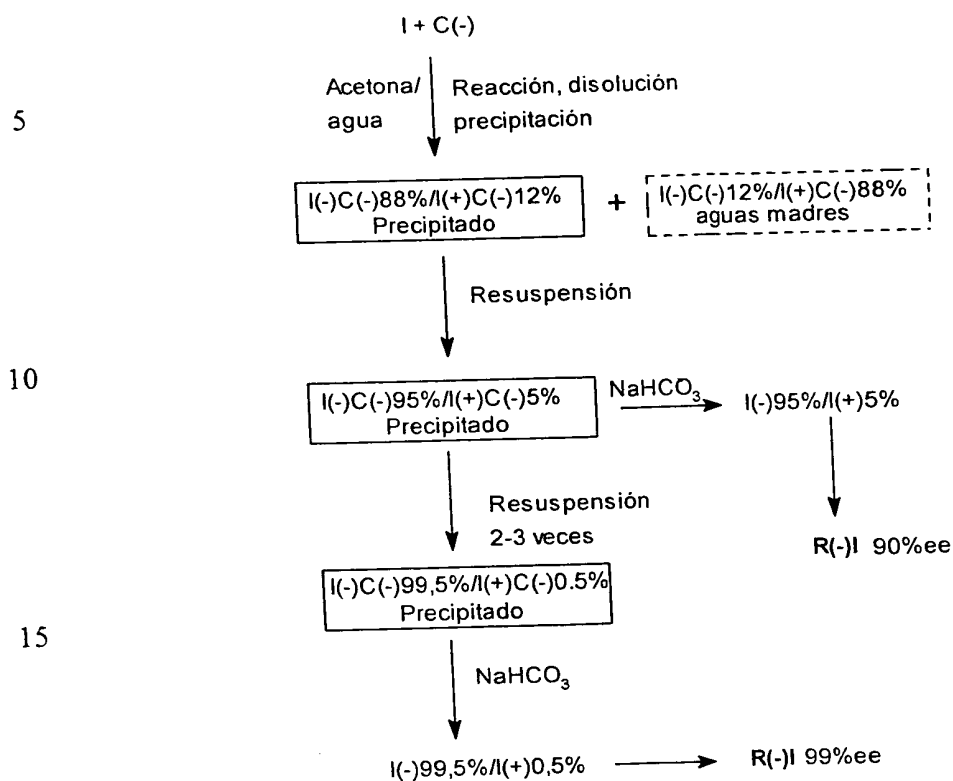 I + C(-)
Acetona/
agua
Reacción, disolución
precipitación
5
I(-)C(-)88%/I(+)C(-)12%
Precipitado
+
I(-)C(-)12%/I(+)C(-)88%
aguas madres
Resuspensión
10
I(-)C(-)95%/I(+)C(-)5%
Precipitado
NaHCO3
I(-)95%/I(+)5%
Resuspensión
2-3 veces
R(-)I 90%ee
I(-)C(-)99,5%/I(+)C(-)0.5%
Precipitado
15
NaHCO3
I(-)99,5%/I(+)0,5%
R(-)I 99%ee